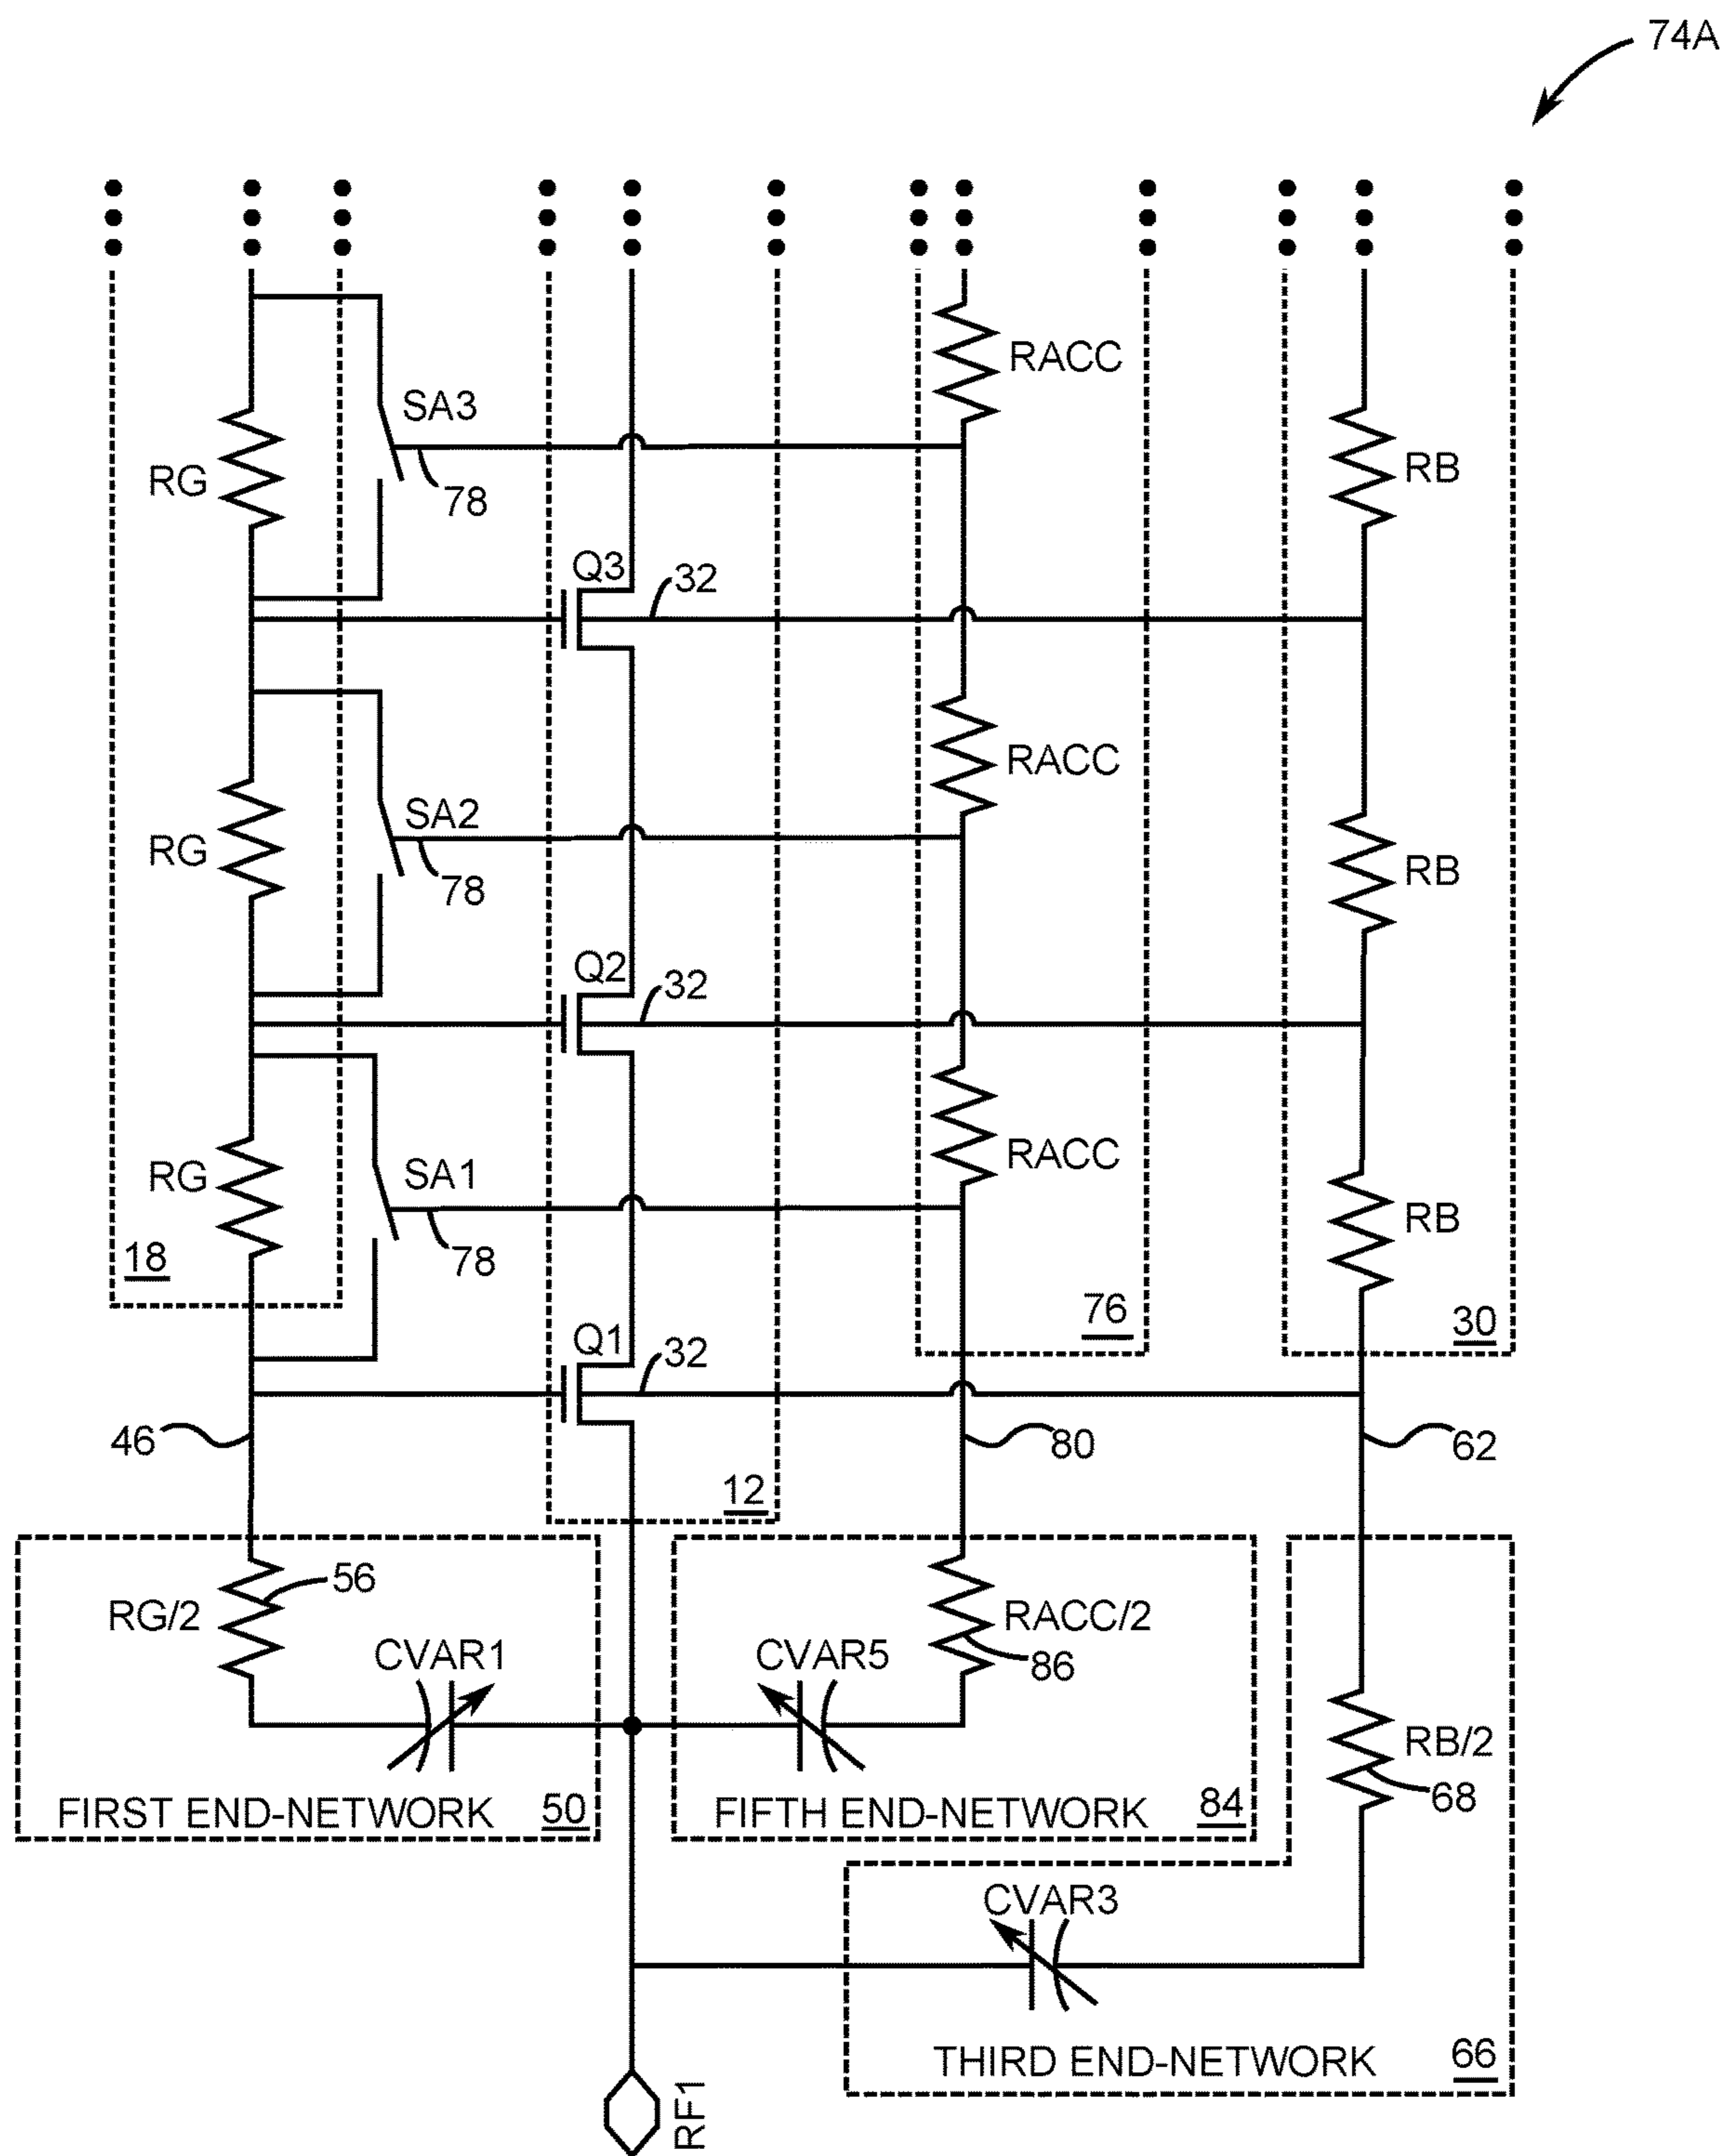 74A
RACC
SA3
RG
RB
78
Q3
32
RACC
SA2
RG
RB
78
Q2
32
RACC
SA1
RG
RB
78
18
76
30
Q1
32
46
80
62
12
56
RG/2
RACC/2
CVAR1
CVAR5
86
RB/2
68
FIRST END-NETWORK 50
FIFTH END-NETWORK 84
CVAR3
THIRD END-NETWORK 66
RF1